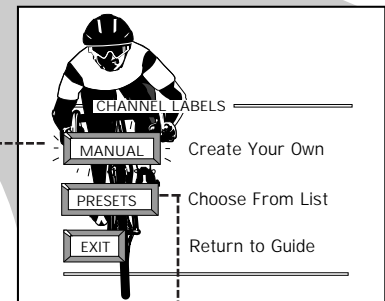 CHANNEL LABELS
MANUAL Create Your Own
PRESETS Choose From List
EXIT Return to Guide